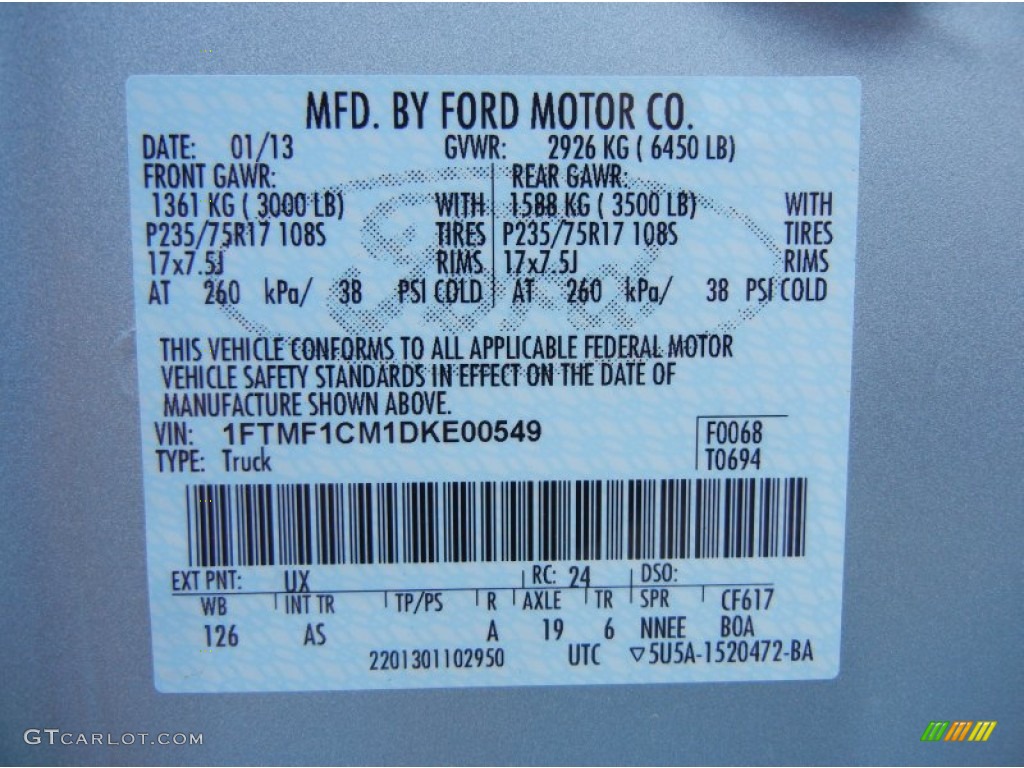 MFD. BY FORD MOTOR CO.
DATE: 01/13 GVWR: 2926 KG ( 6450 LB)
FRONT GAWR: REAR GAWR:
1361 KG ( 3000 LB) WITH 1588 KG ( 3500 LB) WITH
P235/75R17 108S TIRES P235/75R17 108S TIRES
17x7.5J RIMS 17x7.5J RIMS
AT 260 kPa/ 38 PSI COLD AT 260 kPa/ 38 PSI COLD
THIS VEHICLE CONFORMS TO ALL APPLICABLE FEDERAL MOTOR
VEHICLE SAFETY STANDARDS IN EFFECT ON THE DATE OF
MANUFACTURE SHOWN ABOVE.
VIN: 1FTMF1CM1DKE00549 F0068
TYPE: Truck T0694
EXT PNT: UX RC: 24 DSO:
WB INT TR TP/PS R AXLE TR SPR CF617
126 AS A 19 6 NNEE BOA
2201301102950 UTC ▽5U5A-1520472-BA
Ford
GTCARLOT.COM